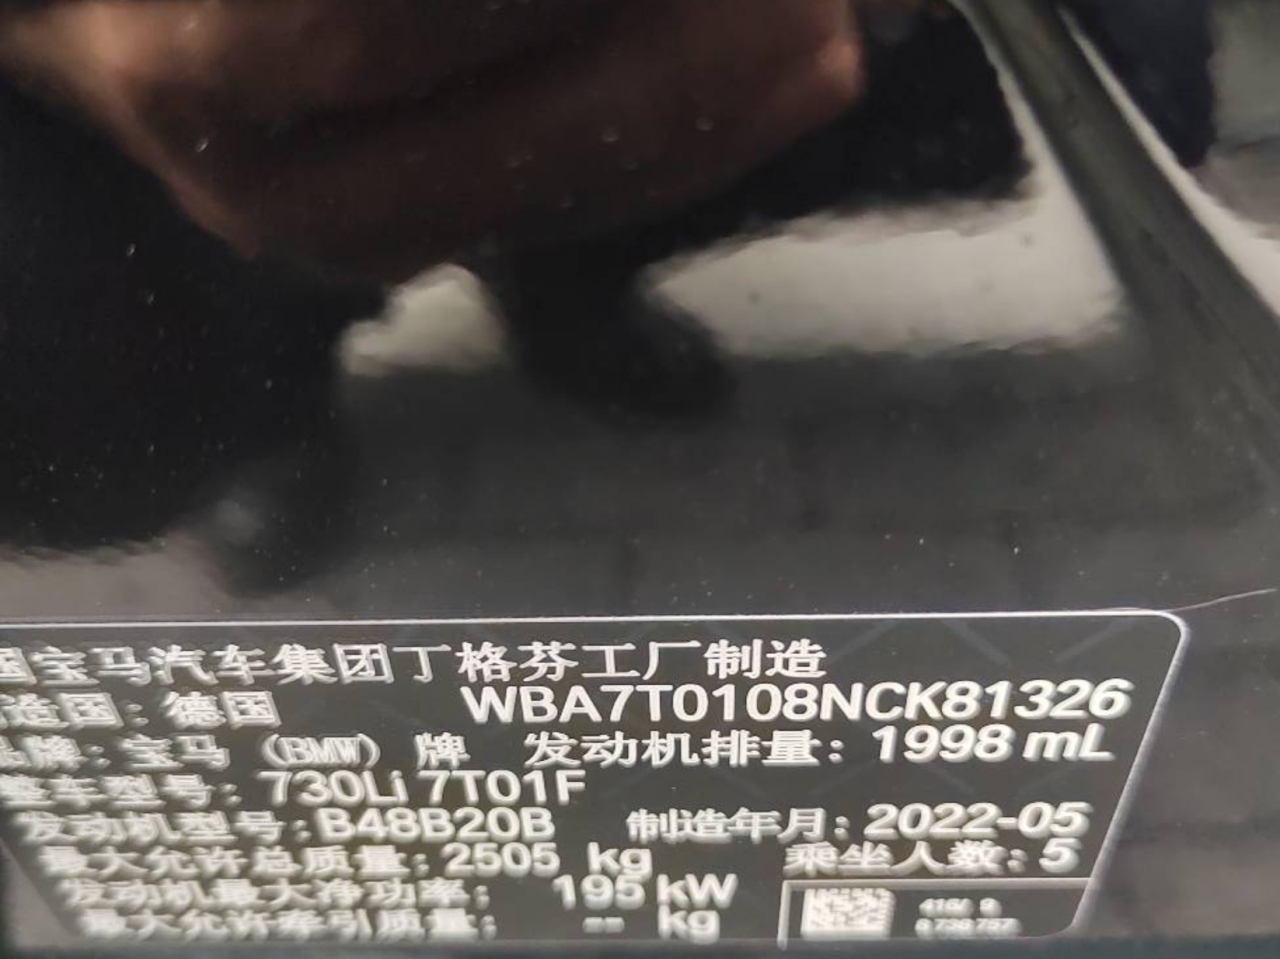 国宝马汽车集团丁格芬工厂制造
造国：德国 WBA7T0108NCK81326
品牌：宝马（BMW）牌 发动机排量：1998 mL
整车型号：730Li 7T01F
发动机型号：B48B20B 制造年月：2022-05
最大允许总质量：2505 kg 乘坐人数：5
发动机最大净功率：195 kW
最大允许牵引质量：-- kg